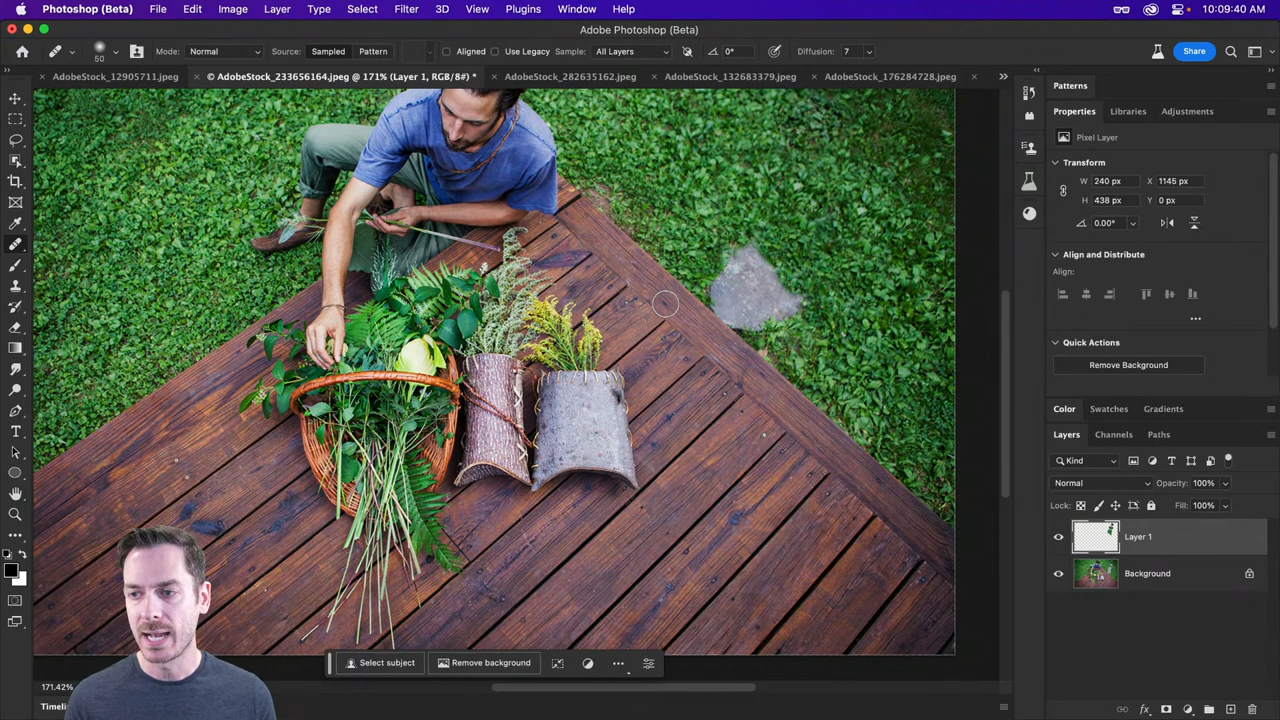 Photoshop (Beta) File Edit Image Layer Type Select Filter 3D View Plugins Window Help 10:09:40 AM
Adobe Photoshop (Beta)
50 Mode: Normal Source: Sampled Pattern Aligned Use Legacy Sample: All Layers 0° Diffusion: 7 Share
AdobeStock_12905711.jpeg © AdobeStock_233656164.jpeg @ 171% (Layer 1, RGB/8#) * AdobeStock_282635162.jpeg AdobeStock_132683379.jpeg AdobeStock_176284728.jpeg
Patterns
Properties Libraries Adjustments
Pixel Layer
Transform
W 240 px X 1145 px
H 438 px Y 0 px
0.00°
Align and Distribute
Align:
Quick Actions
Remove Background
Color Swatches Gradients
Layers Channels Paths
Kind
Normal Opacity: 100%
Lock: Fill: 100%
Layer 1
Background
Select subject Remove background
171.42%
Timeli